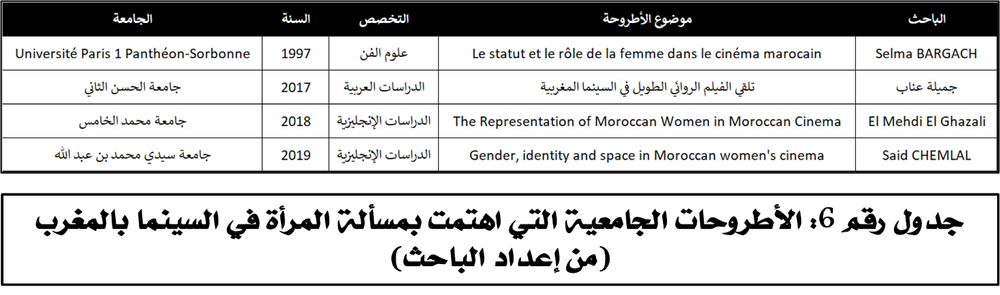 الباحث موضوع الأطروحة التخصص السنة الجامعة
Selma BARGACH Le statut et le rôle de la femme dans le cinéma marocain علوم الفن 1997 Université Paris 1 Panthéon-Sorbonne
جميلة عناب تلقي الفيلم الروائي الطويل في السينما المغربية الدراسات العربية 2017 جامعة الحسن الثاني
El Mehdi El Ghazali The Representation of Moroccan Women in Moroccan Cinema الدراسات الإنجليزية 2018 جامعة محمد الخامس
Said CHEMLAL Gender, identity and space in Moroccan women's cinema الدراسات الإنجليزية 2019 جامعة سيدي محمد بن عبد الله
جدول رقم 6: الأطروحات الجامعية التي اهتمت بمسألة المرأة في السينما بالمغرب
(من إعداد الباحث)